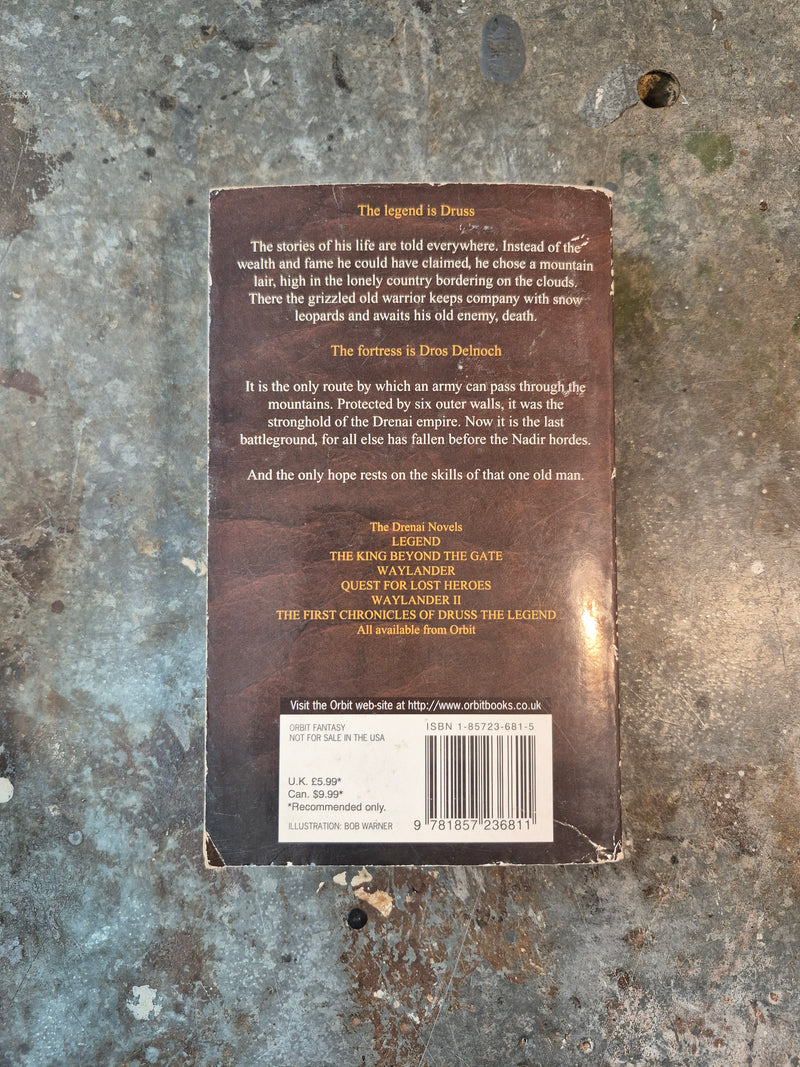 The legend is Druss
The stories of his life are told everywhere. Instead of the
wealth and fame he could have claimed, he chose a mountain
lair, high in the lonely country bordering on the clouds.
There the grizzled old warrior keeps company with snow
leopards and awaits his old enemy, death.
The fortress is Dros Delnoch
It is the only route by which an army can pass through the
mountains. Protected by six outer walls, it was the
stronghold of the Drenai empire. Now it is the last
battleground, for all else has fallen before the Nadir hordes.
And the only hope rests on the skills of that one old man.
The Drenai Novels
LEGEND
THE KING BEYOND THE GATE
WAYLANDER
QUEST FOR LOST HEROES
WAYLANDER II
THE FIRST CHRONICLES OF DRUSS THE LEGEND
All available from Orbit
Visit the Orbit web-site at http://www.orbitbooks.co.uk
ORBIT FANTASY
NOT FOR SALE IN THE USA
ISBN 1-85723-681-5
U.K. £5.99*
Can. $9.99*
*Recommended only.
ILLUSTRATION: BOB WARNER
9 781857 236811